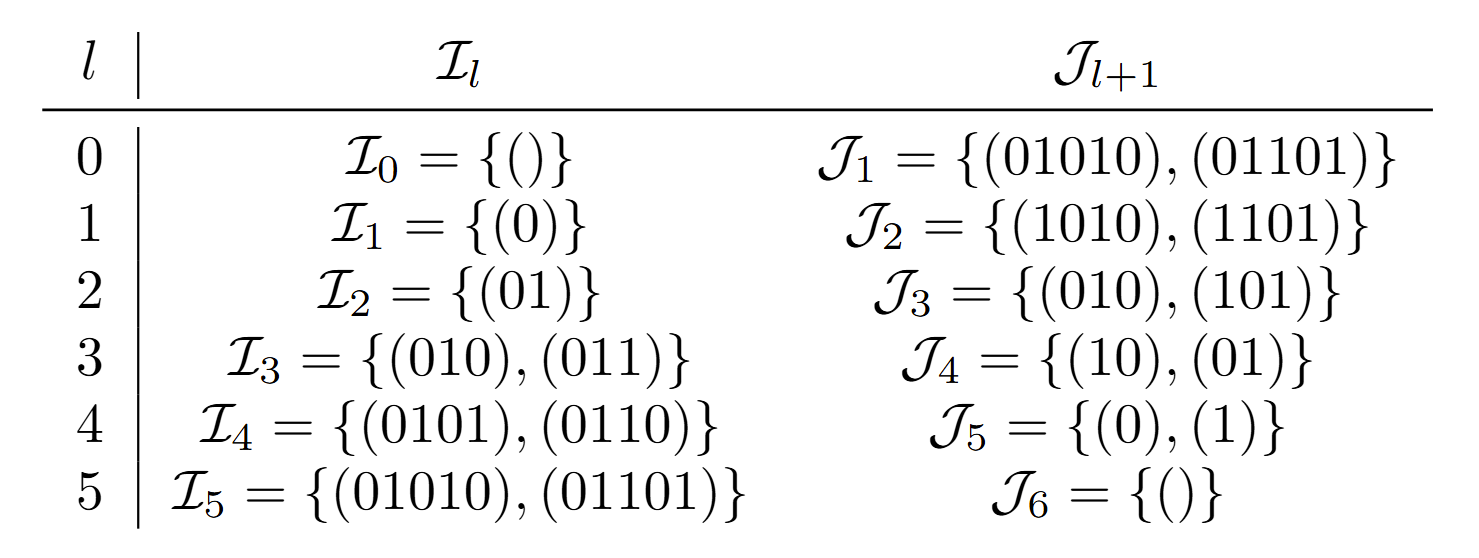 l | 𝓘_l 𝓙_{l+1}
0 | 𝓘_0 = {()} 𝓙_1 = {(01010), (01101)}
1 | 𝓘_1 = {(0)} 𝓙_2 = {(1010), (1101)}
2 | 𝓘_2 = {(01)} 𝓙_3 = {(010), (101)}
3 | 𝓘_3 = {(010), (011)} 𝓙_4 = {(10), (01)}
4 | 𝓘_4 = {(0101), (0110)} 𝓙_5 = {(0), (1)}
5 | 𝓘_5 = {(01010), (01101)} 𝓙_6 = {()}